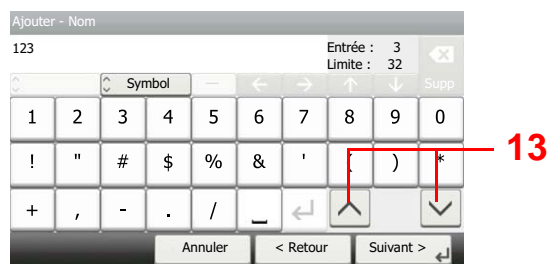 Ajouter - Nom
123
Entrée : 3
Limite : 32
Symbol
Supp
1 2 3 4 5 6 7 8 9 0
! " # $ % & ' ( ) *
+ , - . / _
13
Annuler < Retour Suivant >